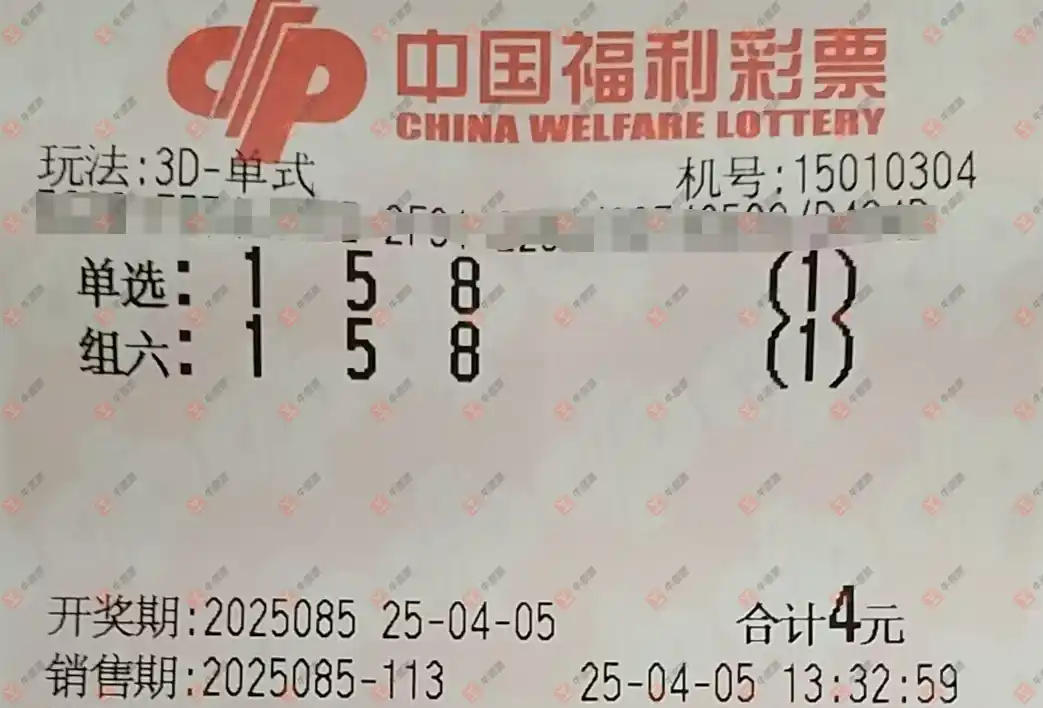 中国福利彩票
CHINA WELFARE LOTTERY
玩法:3D-单式 机号:15010304
单选: 1 5 8 (1)
组六: 1 5 8 (1)
开奖期:2025085 25-04-05 合计4元
销售期:2025085-113 25-04-05 13:32:59